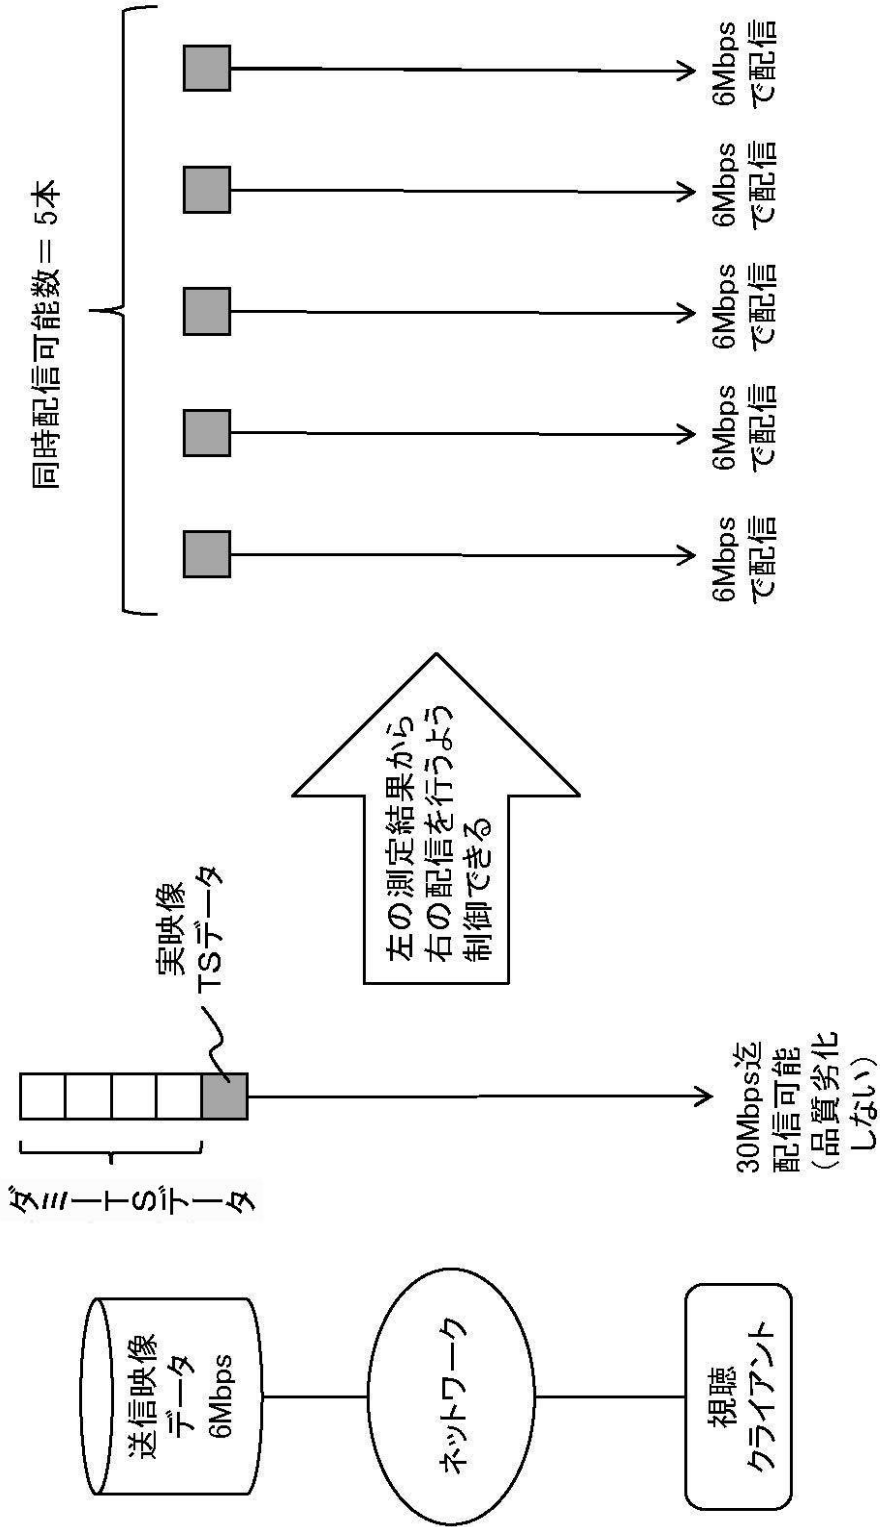 送信映像
データ
6Mbps
ネットワーク
視聴
クライアント
ダミーTSデータ
実映像
TSデータ
30Mbps迄
配信可能
(品質劣化
しない)
左の測定結果から
右の配信を行うよう
制御できる
同時配信可能数＝5本
6Mbps
で配信
6Mbps
で配信
6Mbps
で配信
6Mbps
で配信
6Mbps
で配信